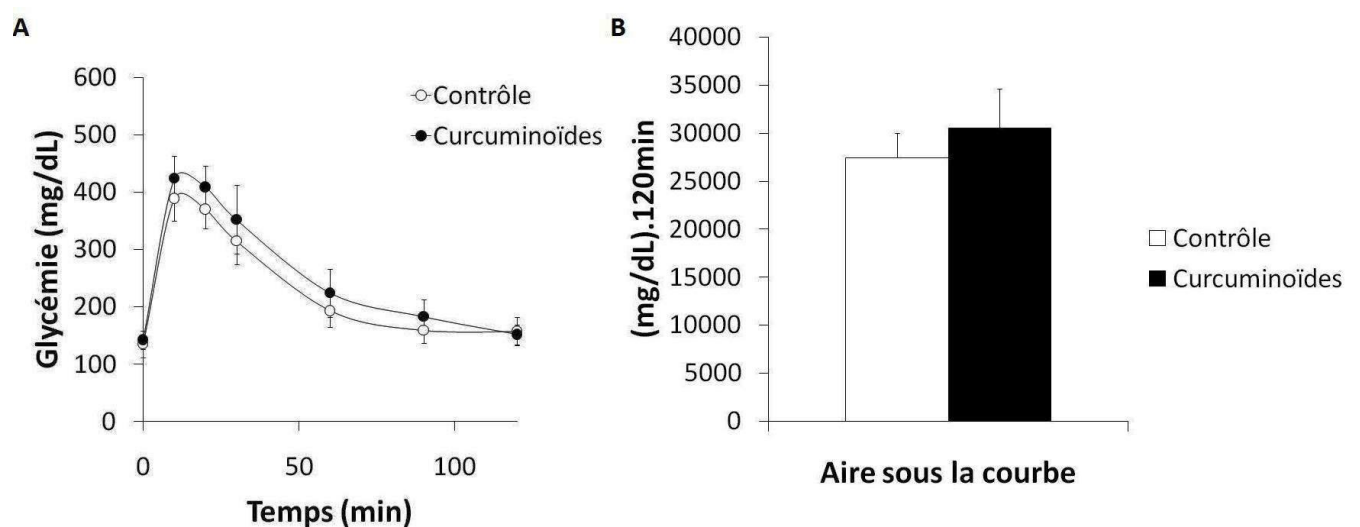 A
600
500
400
300
200
100
0
0
50
100
Glycémie (mg/dL)
Temps (min)
Contrôle
Curcuminoïdes
B
40000
35000
30000
25000
20000
15000
10000
5000
0
(mg/dL).120min
Aire sous la courbe
Contrôle
Curcuminoïdes